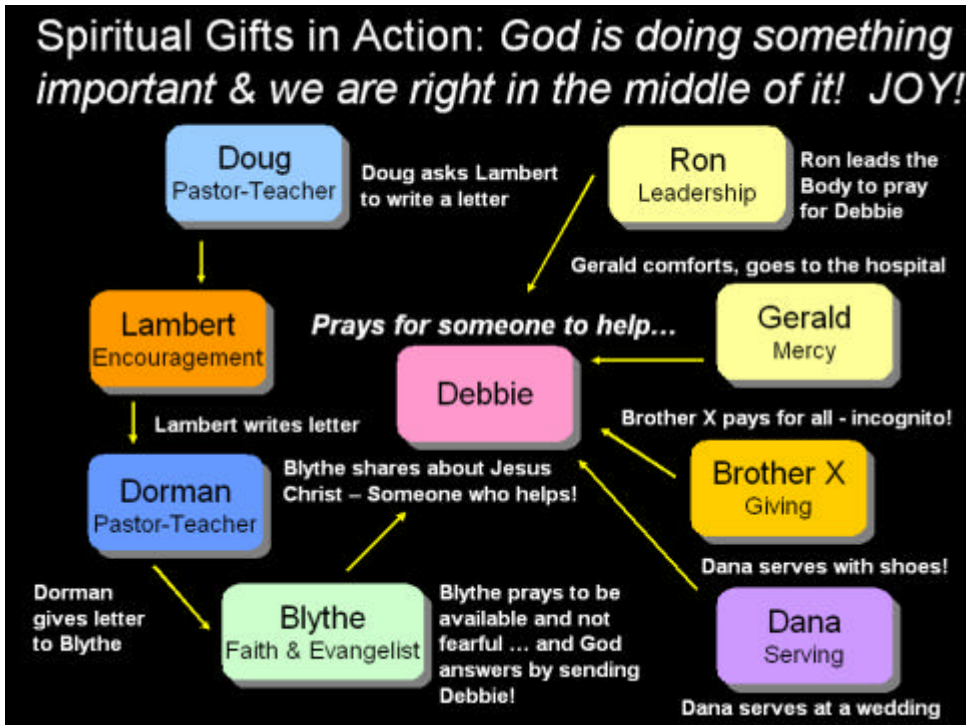 Spiritual Gifts in Action: God is doing something
important & we are right in the middle of it!  JOY!
Doug
Pastor-Teacher
Doug asks Lambert
to write a letter
Ron
Leadership
Ron leads the
Body to pray
for Debbie
Gerald comforts, goes to the hospital
Lambert
Encouragement
Prays for someone to help…
Gerald
Mercy
Debbie
Lambert writes letter
Brother X pays for all - incognito!
Dorman
Pastor-Teacher
Blythe shares about Jesus
Christ – Someone who helps!
Brother X
Giving
Dorman
gives letter
to Blythe
Blythe
Faith & Evangelist
Blythe prays to be
available and not
fearful … and God
answers by sending
Debbie!
Dana serves with shoes!
Dana
Serving
Dana serves at a wedding